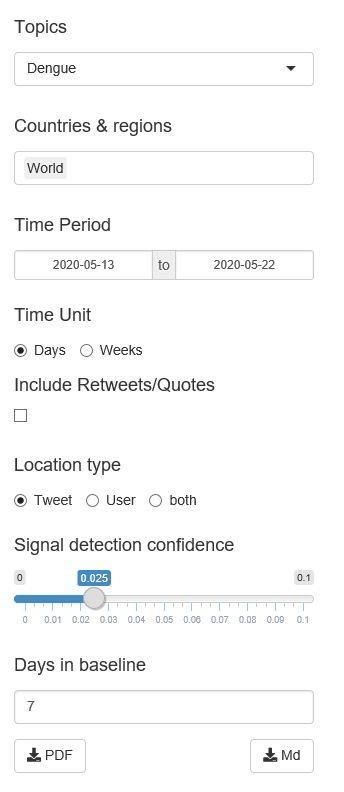 Topics
Dengue
Countries & regions
World
Time Period
2020-05-13 to 2020-05-22
Time Unit
Days Weeks
Include Retweets/Quotes
Location type
Tweet User both
Signal detection confidence
0 0.025 0.1
0 0.01 0.02 0.03 0.04 0.05 0.06 0.07 0.08 0.09 0.1
Days in baseline
7
PDF Md